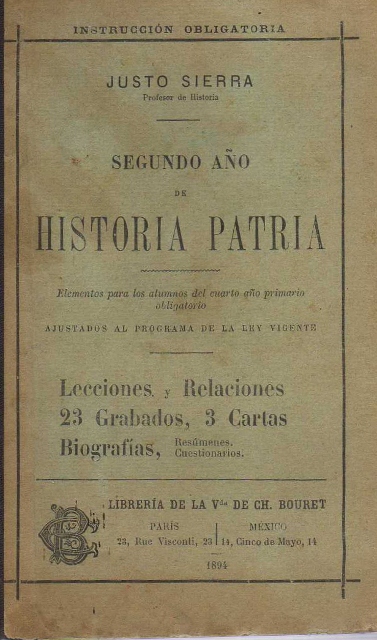 INSTRUCCIÓN OBLIGATORIA
JUSTO SIERRA
Profesor de Historia
SEGUNDO AÑO
DE
HISTORIA PATRIA
Elementos para los alumnos del cuarto año primario
obligatorio
AJUSTADOS AL PROGRAMA DE LA LEY VIGENTE
Lecciones y Relaciones
23 Grabados, 3 Cartas
Biografías, Resúmenes.
Cuestionarios.
LIBRERÍA DE LA Vda DE CH. BOURET
PARÍS
23, Rue Visconti, 23
MÉXICO
14, Cinco de Mayo, 14
1894